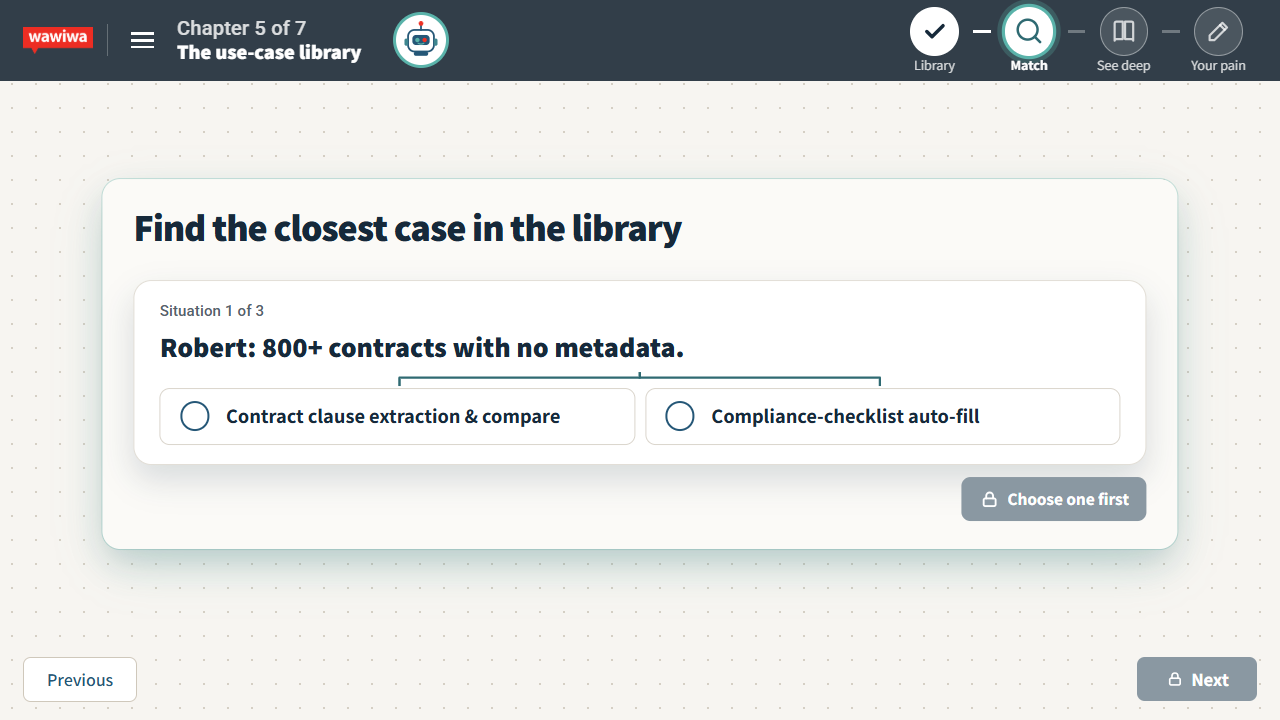 wawiwa
Chapter 5 of 7
The use-case library
Library
Match
See deep
Your pain
Find the closest case in the library
Situation 1 of 3
Robert: 800+ contracts with no metadata.
Contract clause extraction & compare
Compliance-checklist auto-fill
Choose one first
Previous
Next